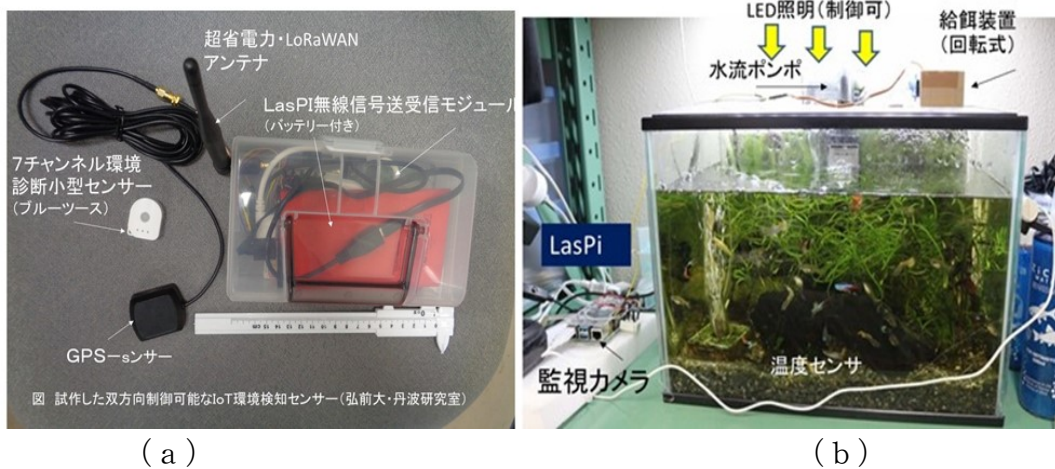 超省電力・LoRaWAN
アンテナ
LasPI無線信号送受信モジュール
(バッテリー付き)
7チャンネル環境
診断小型センサー
(ブルーツース)
GPSーsンサー
図 試作した双方向制御可能なIoT環境検知センサー(弘前大・丹波研究室)
(a)
LED照明(制御可)
給餌装置
(回転式)
水流ポンポ
LasPi
監視カメラ
温度センサ
(b)